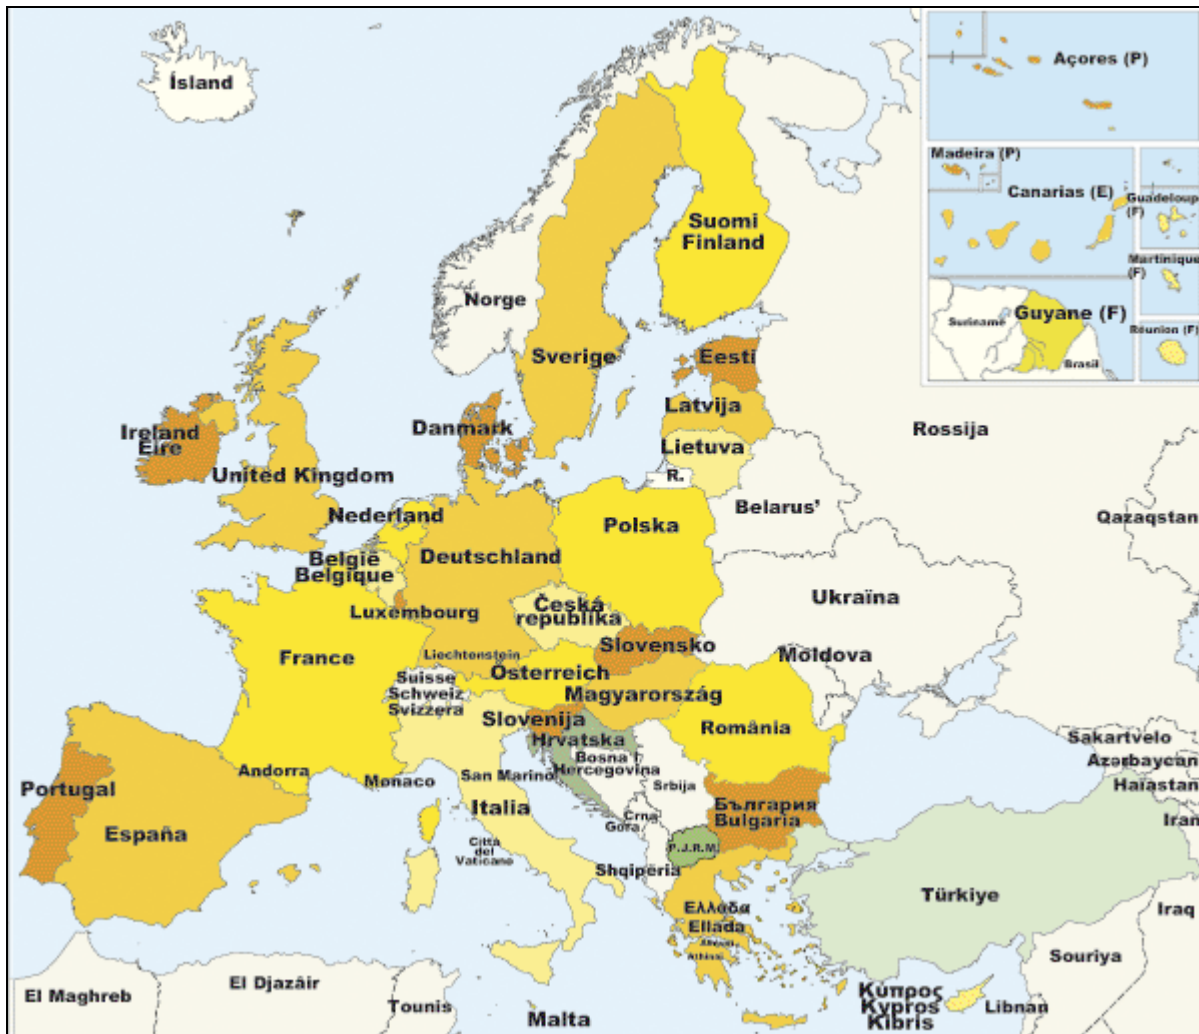 Ísland
Açores (P)
Madeira (P)
Canarias (E)
Guadeloupe
(F)
Martinique
(F)
Suriname
Guyane (F)
Brasil
Réunion (F)
Suomi
Finland
Norge
Sverige
Eesti
Latvija
Lietuva
R.
Rossija
Danmark
Ireland
Eire
United Kingdom
Nederland
België
Belgique
Deutschland
Polska
Belarus’
Qazaqstan
Luxembourg
Česká
republika
Ukraïna
Slovensko
France
Liechtenstein
Österreich
Moldova
Suisse
Schweiz
Svizzera
Magyarország
Slovenija
Hrvatska
România
Bosna i
Hercegovina
Sakartvelo
Azərbaycan
Haïastan
Iran
Andorra
Monaco
San Marino
Srbija
Portugal
España
Italia
Crna
Gora
България
Bulgaria
Città
del
Vaticano
P.J.R.M.
Shqipëria
Türkiye
Iraq
Ελλάδα
Ellada
Athinai
Souriya
El Maghreb
El Djazâir
Tounis
Malta
Κύπρος
Kypros
Kibris
Libnan